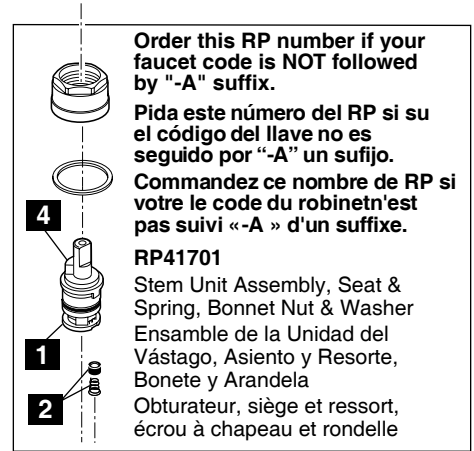 Order this RP number if your
faucet code is NOT followed
by "-A" suffix.
Pida este número del RP si su
el código del llave no es
seguido por “-A” un sufijo.
Commandez ce nombre de RP si
votre le code du robinetn'est
pas suivi «-A » d'un suffixe.
4
RP41701
Stem Unit Assembly, Seat &
Spring, Bonnet Nut & Washer
1
Ensamble de la Unidad del
Vástago, Asiento y Resorte,
2
Bonete y Arandela
Obturateur, siège et ressort,
écrou à chapeau et rondelle